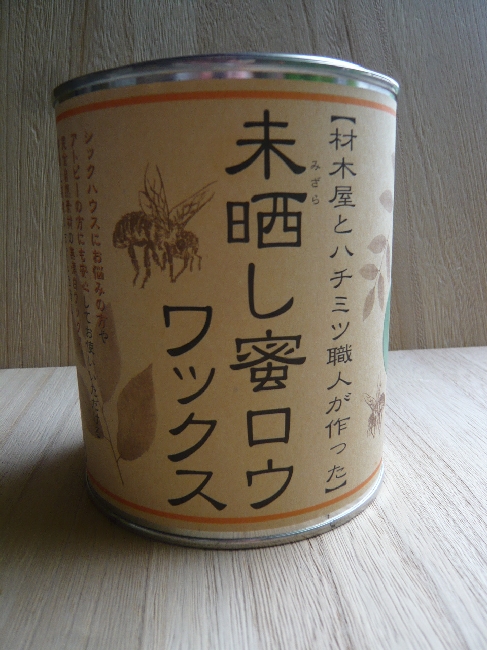 【材木屋とハチミツ職人が作った】
みざら
未晒し蜜ロウ
ワックス
シックハウスにお悩みの方や
アトピーの方にも安心してお使いいただける